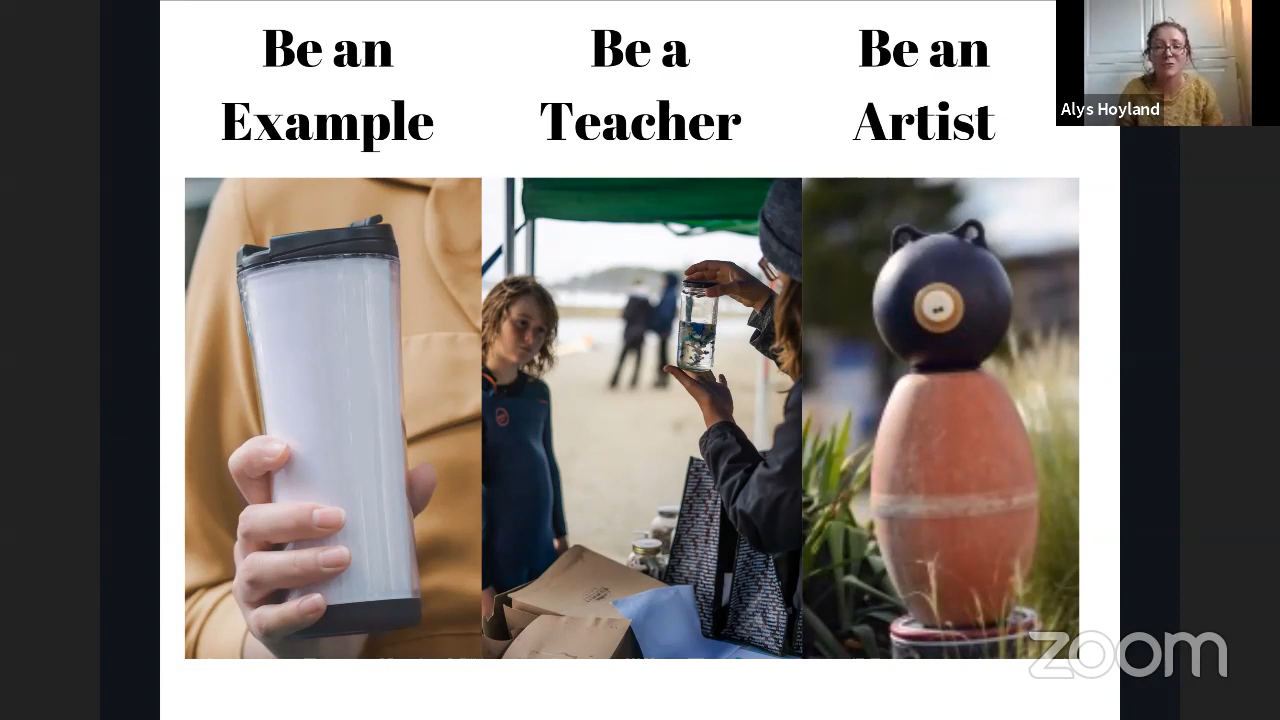 Be an
Example
Be a
Teacher
Be an
Artist
Alys Hoyland
zoom